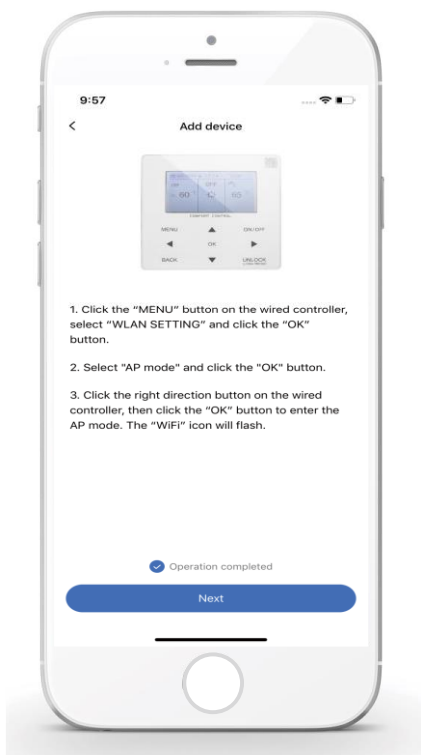 9:57
Add device
MENU
ON/OFF
OK
BACK
UNLOCK
1. Click the “MENU” button on the wired controller,
select “WLAN SETTING” and click the “OK”
button.
2. Select "AP mode" and click the "OK" button.
3. Click the right direction button on the wired
controller, then click the “OK” button to enter the
AP mode. The “WiFi” icon will flash.
Operation completed
Next